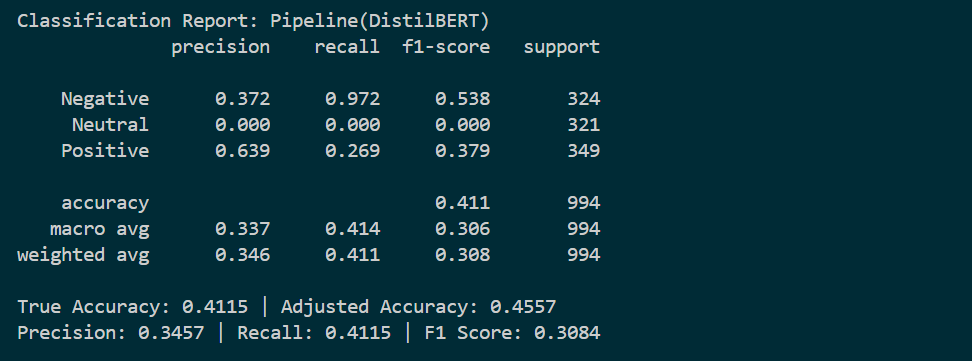 Classification Report: Pipeline(DistilBERT)
precision recall f1-score support
Negative 0.372 0.972 0.538 324
Neutral 0.000 0.000 0.000 321
Positive 0.639 0.269 0.379 349
accuracy 0.411 994
macro avg 0.337 0.414 0.306 994
weighted avg 0.346 0.411 0.308 994
True Accuracy: 0.4115 | Adjusted Accuracy: 0.4557
Precision: 0.3457 | Recall: 0.4115 | F1 Score: 0.3084